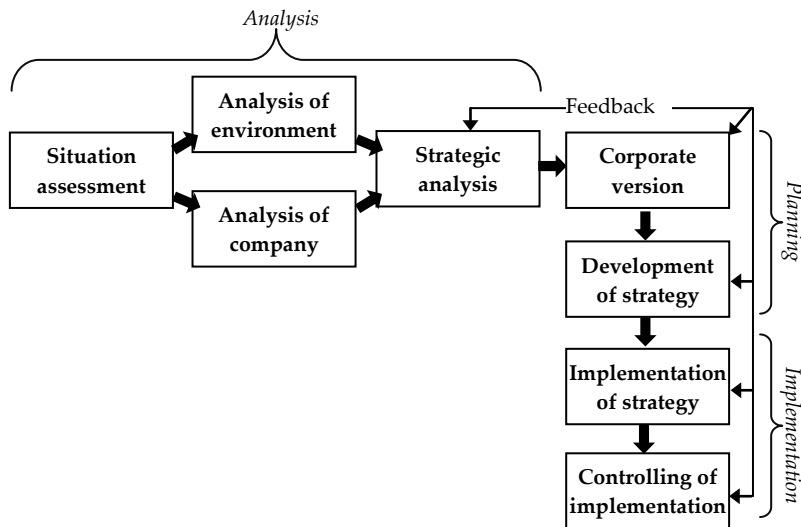 Analysis
Situation
assessment
Analysis of
environment
Analysis of
company
Strategic
analysis
Feedback
Corporate
version
Development
of strategy
Planning
Implementation
of strategy
Controlling of
implementation
Implementation